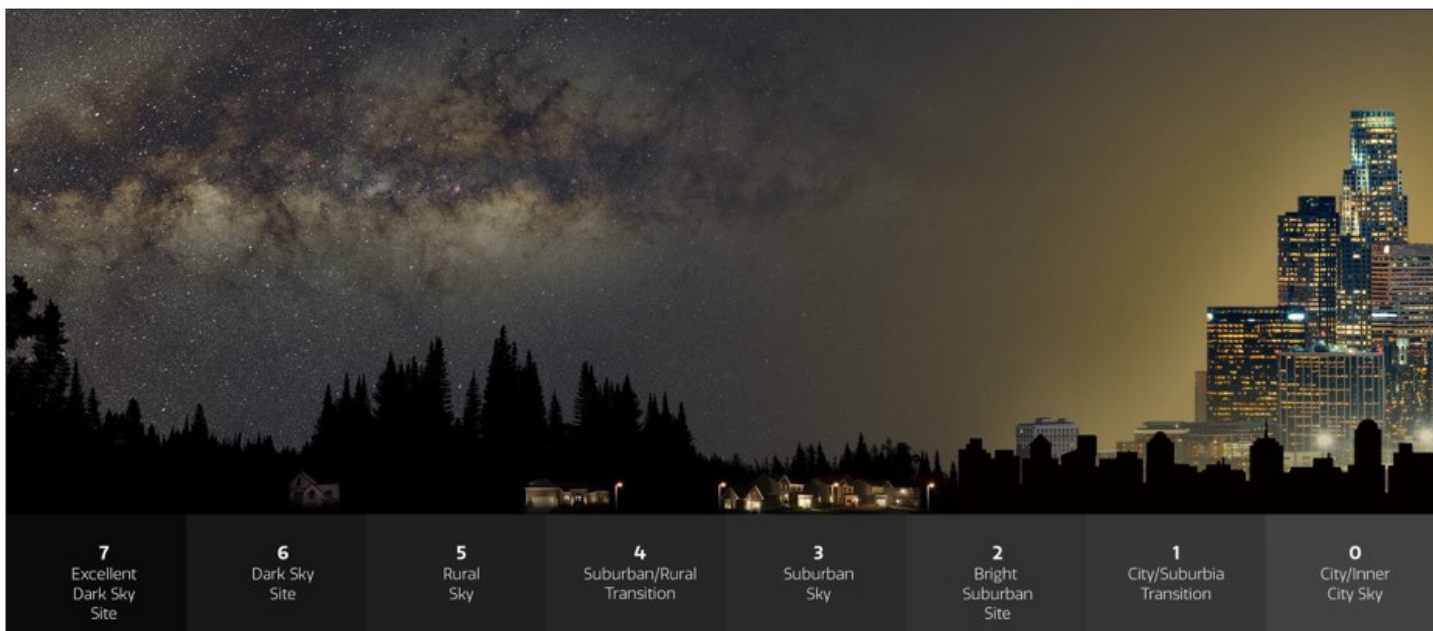 7
Excellent
Dark Sky
Site
6
Dark Sky
Site
5
Rural
Sky
4
Suburban/Rural
Transition
3
Suburban
Sky
2
Bright
Suburban
Site
1
City/Suburbia
Transition
0
City/Inner
City Sky